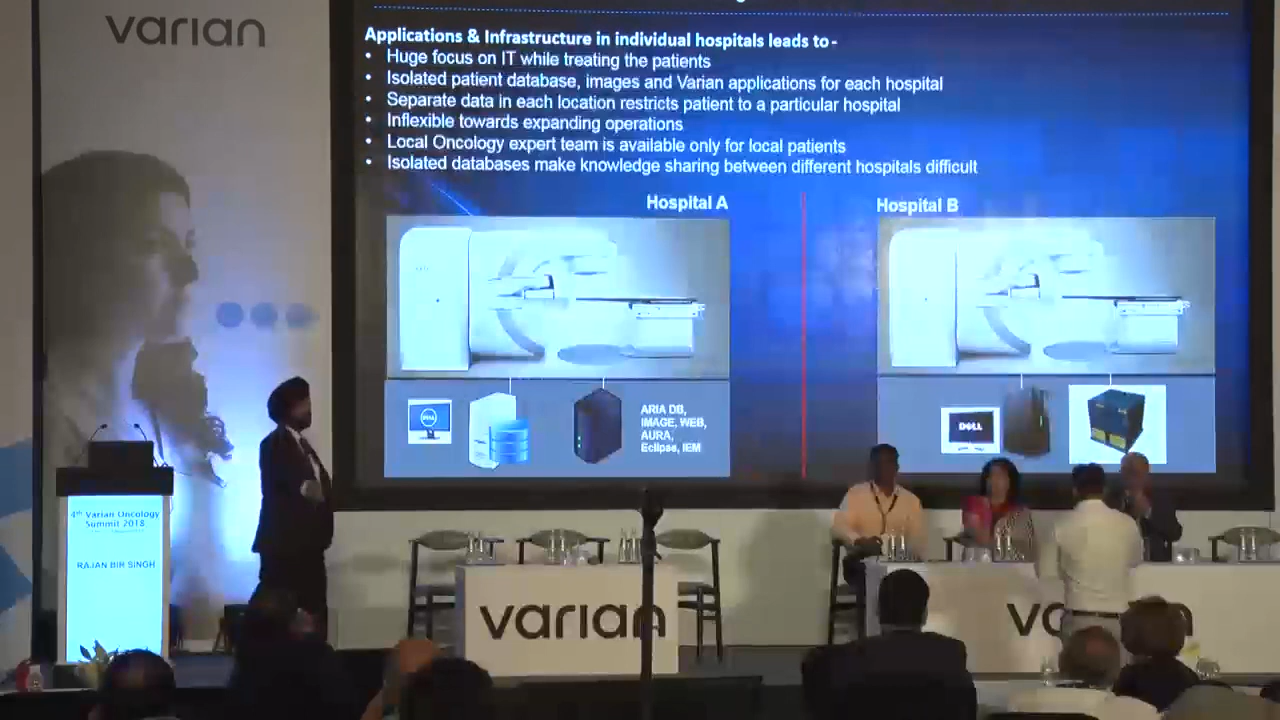 varian
Applications & Infrastructure in individual hospitals leads to -
• Huge focus on IT while treating the patients
• Isolated patient database, images and Varian applications for each hospital
• Separate data in each location restricts patient to a particular hospital
• Inflexible towards expanding operations
• Local Oncology expert team is available only for local patients
• Isolated databases make knowledge sharing between different hospitals difficult
Hospital A
Hospital B
DELL
ARIA DB,
IMAGE, WEB,
AURA,
Eclipse, IEM
DELL
4th Varian Oncology
Summit 2018
RAJAN BIR SINGH
varian
va n